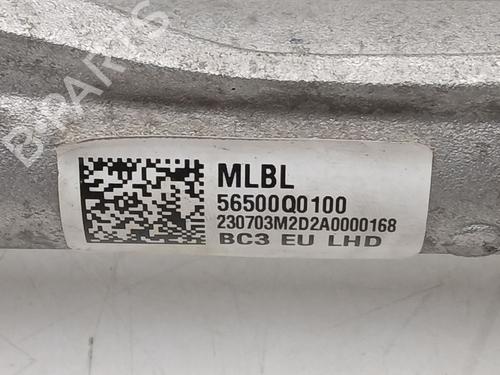 B-PARTS
MLBL
56500Q0100
230703M2D2A0000168
BC3 EU LHD